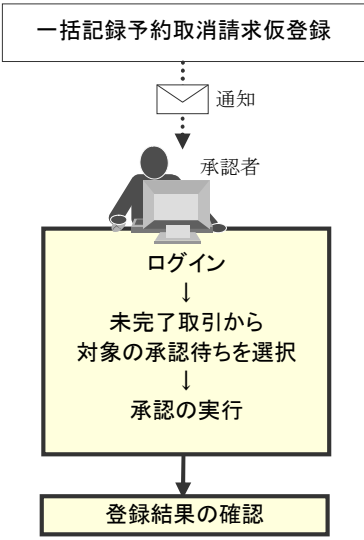 一括記録予約取消請求仮登録
通知
承認者
ログイン
↓
未完了取引から
対象の承認待ちを選択
↓
承認の実行
登録結果の確認